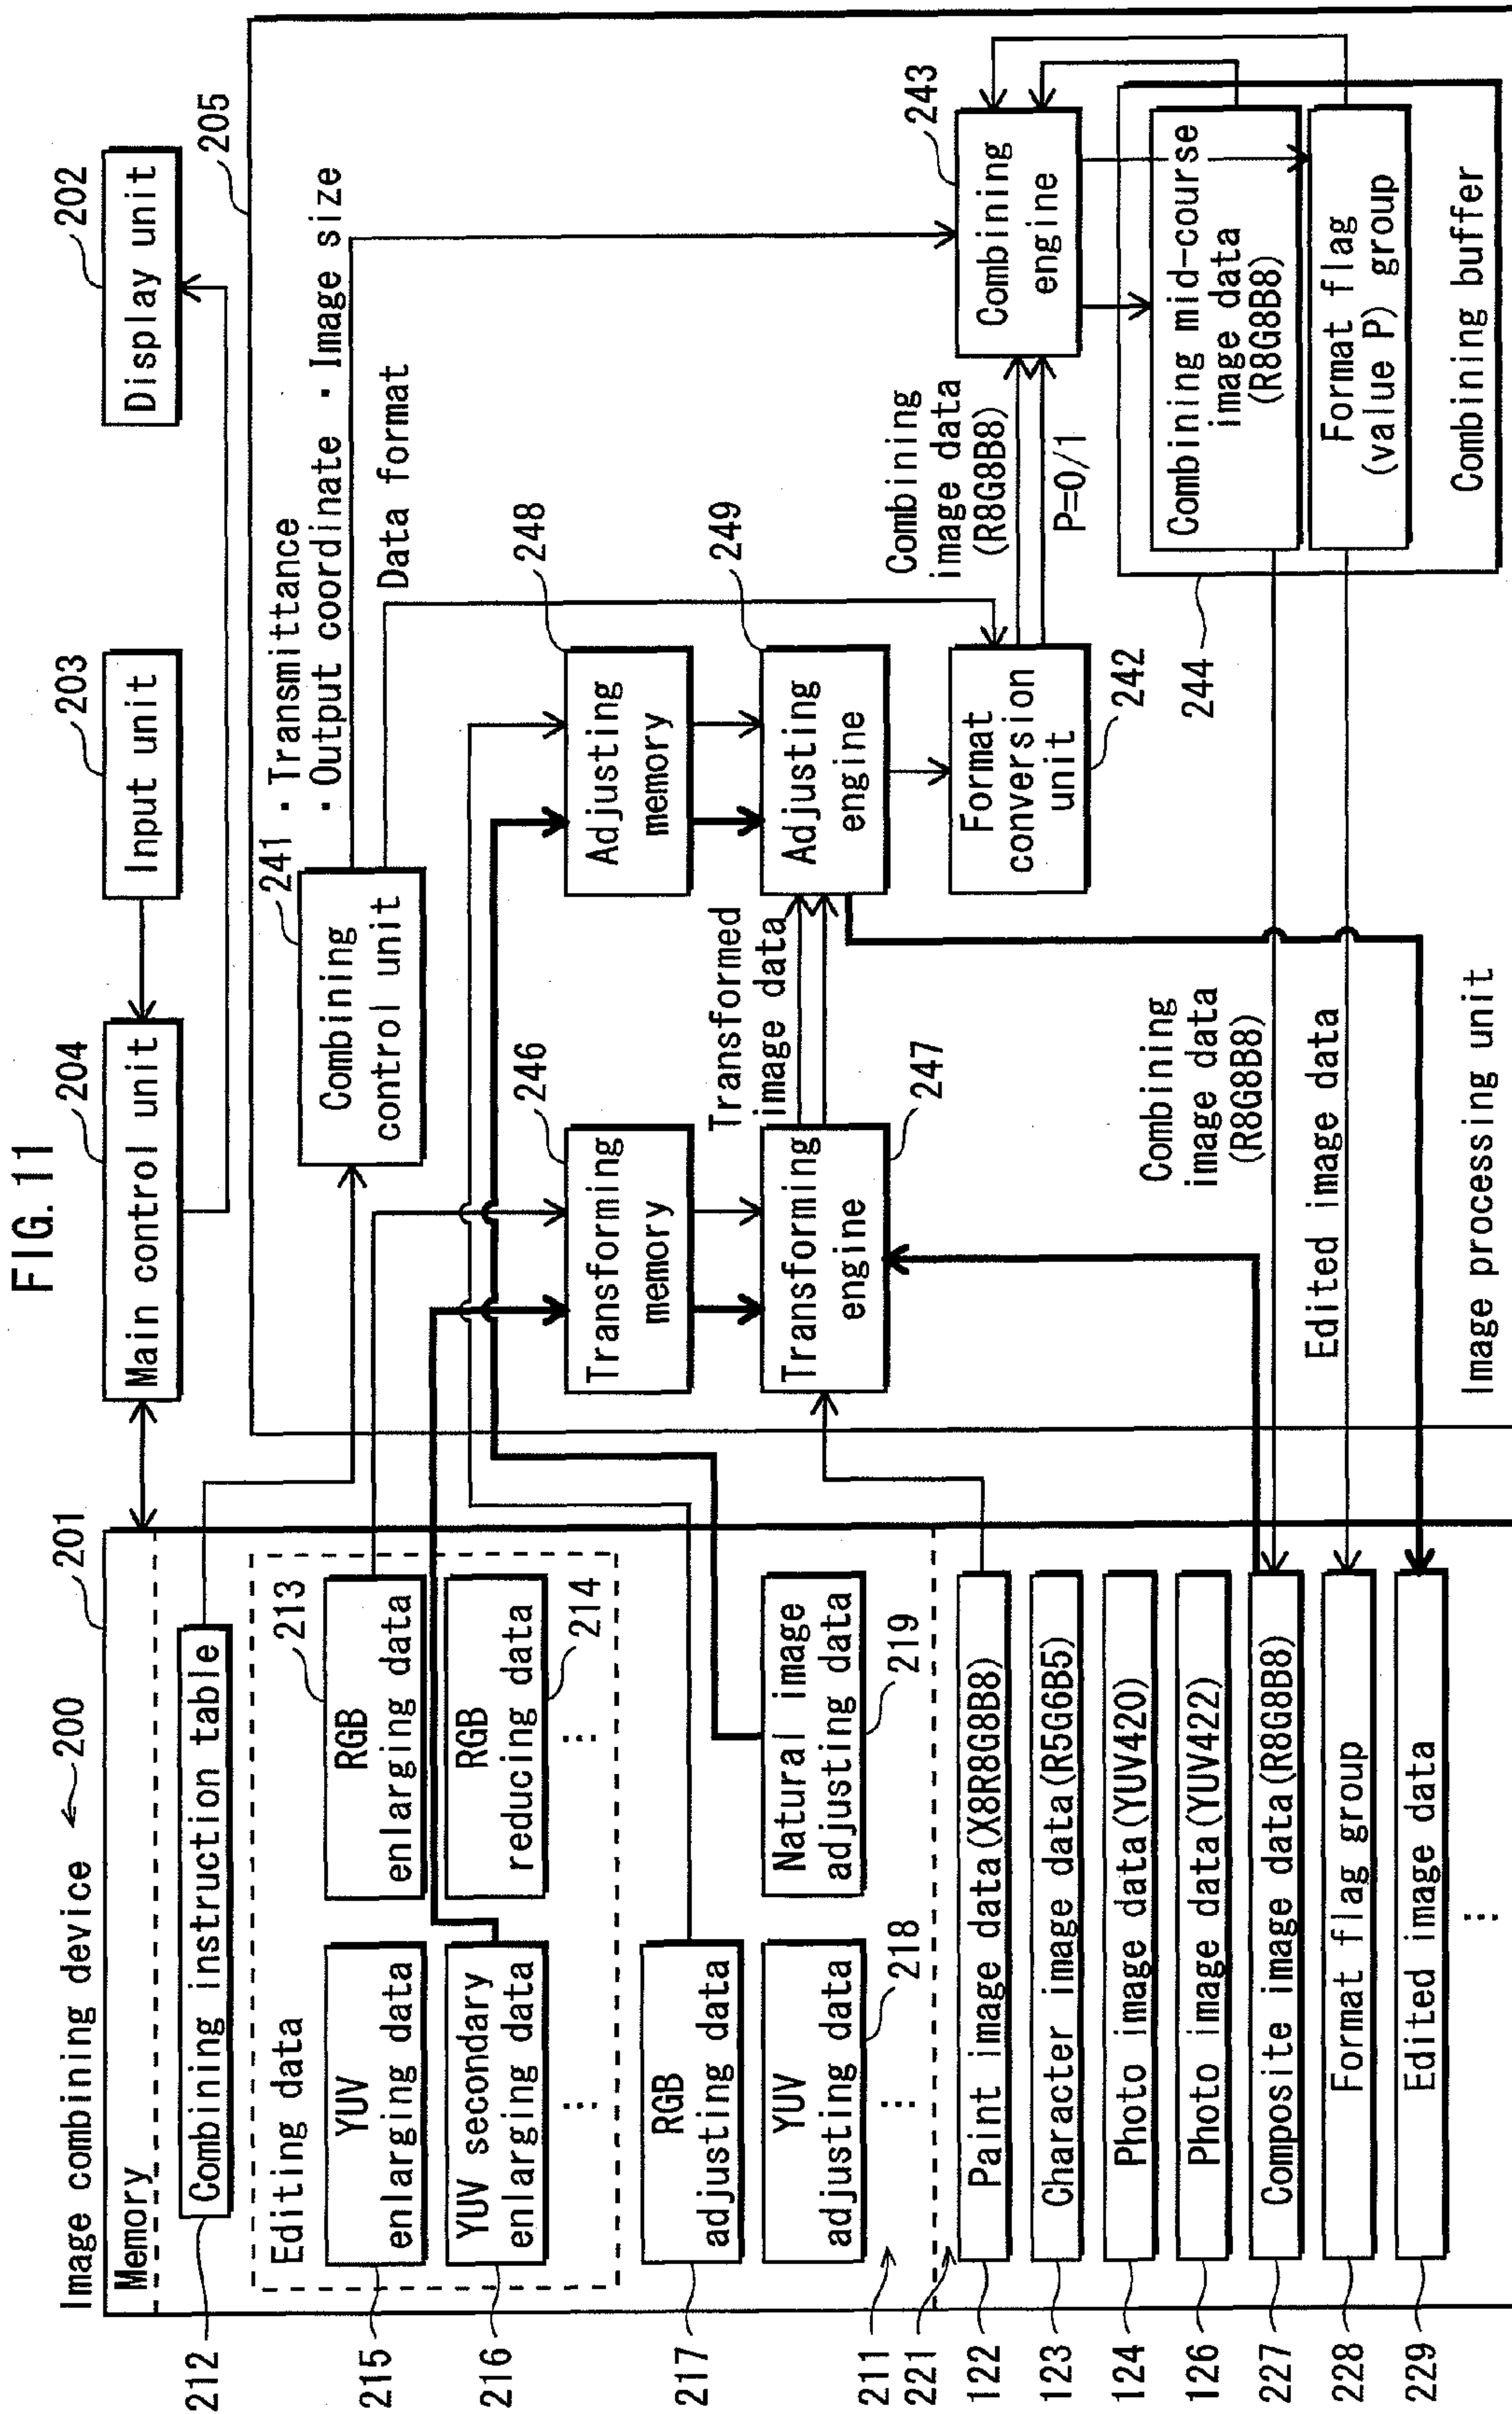 FIG. 11
Image combining device
200
201
Memory
212
Combining instruction table
Editing data
215
YUV
enlarging data
213
RGB
enlarging data
216
YUV secondary
enlarging data
RGB
reducing data
214
217
RGB
adjusting data
YUV
adjusting data
218
Natural image
adjusting data
219
211
221
122
Paint image data(X8R8G8B8)
123
Character image data(R5G6B5)
124
Photo image data(YUV420)
126
Photo image data(YUV422)
227
Composite image data(R8G8B8)
228
Format flag group
229
Edited image data
204
Main control unit
203
Input unit
202
Display unit
205
241
Combining
control unit
・Transmittance
・Output coordinate ・Image size
Data format
246
Transforming
memory
248
Adjusting
memory
247
Transforming
engine
Transformed
image data
249
Adjusting
engine
242
Format
conversion
unit
Combining
image data
(R8G8B8)
P=0/1
243
Combining
engine
244
Combining mid-course
image data
(R8G8B8)
Format flag
(value P) group
Combining buffer
Combining
image data
(R8G8B8)
Edited image data
Image processing unit